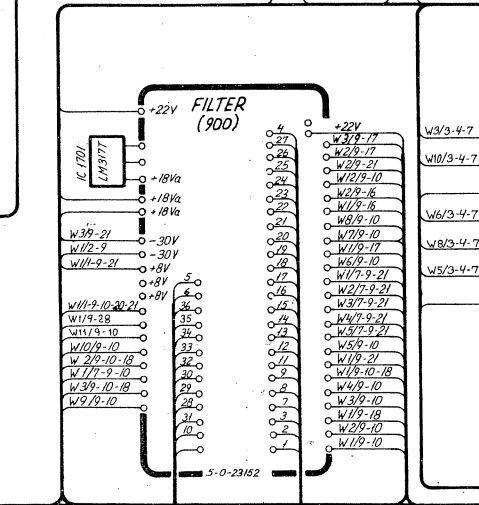 FILTER
(900)
+22V
IC 1701
LM317T
+18Va
+18Va
+18Va
W3/9-21
-30V
W1/2-9
-30V
W1/1-9-21
+8V
+8V
+8V
W1/1-9-10-20-21
W1/9-28
W11/9-10
W10/9-10
W2/9-10-18
W1/7-9-10
W3/9-10-18
W9/9-10
5
6
36
35
34
33
32
30
29
28
31
10
4
27
26
25
24
23
22
21
20
19
18
17
16
15
14
13
12
11
9
8
7
3
2
1
+22V
W3/9-17
W2/9-17
W2/9-21
W12/9-10
W2/9-16
W1/9-16
W8/9-10
W7/9-10
W1/9-17
W6/9-10
W1/7-9-21
W2/7-9-21
W3/7-9-21
W4/7-9-21
W5/7-9-21
W5/9-10
W1/9-21
W1/9-10-18
W4/9-10
W3/9-10
W1/9-18
W2/9-10
W1/9-10
5-0-23152
W3/3-4-7
W10/3-4-7
W6/3-4-7
W8/3-4-7
W5/3-4-7